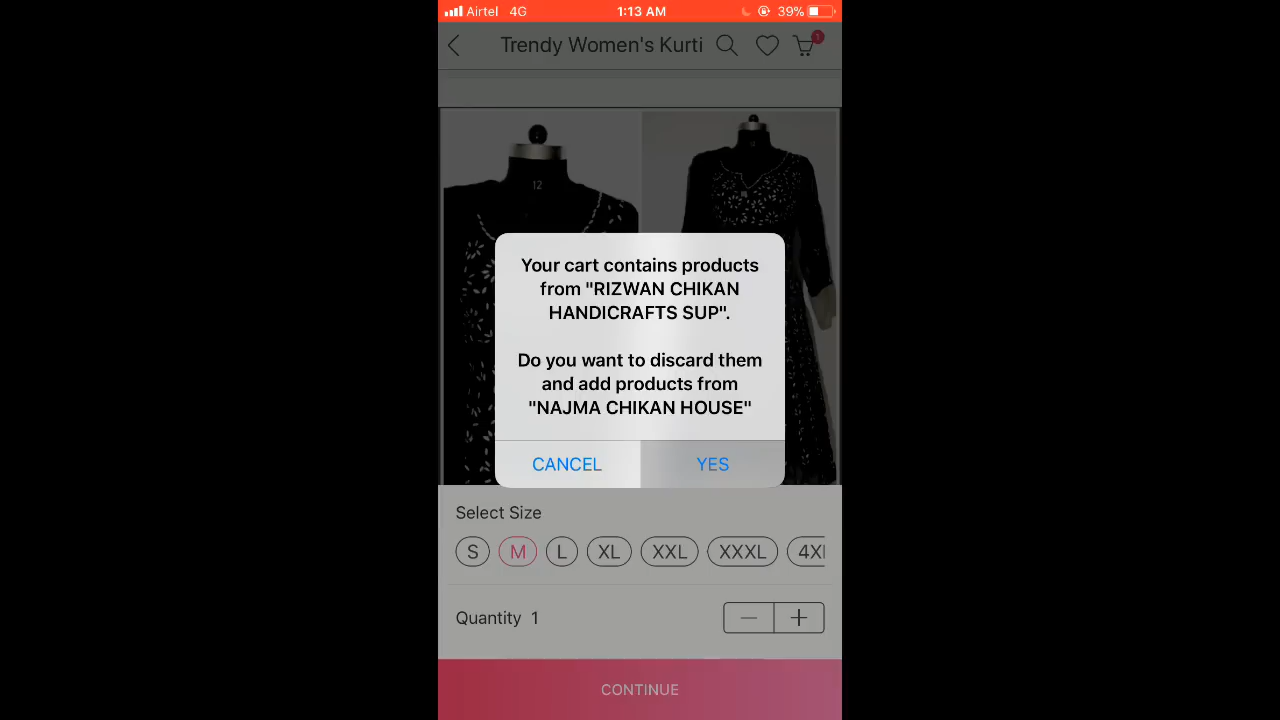 Airtel 4G 1:13 AM 39%
Trendy Women's Kurti 1
12
Your cart contains products
from "RIZWAN CHIKAN
HANDICRAFTS SUP".
Do you want to discard them
and add products from
"NAJMA CHIKAN HOUSE"
CANCEL YES
Select Size
S M L XL XXL XXXL 4XL
Quantity 1
CONTINUE